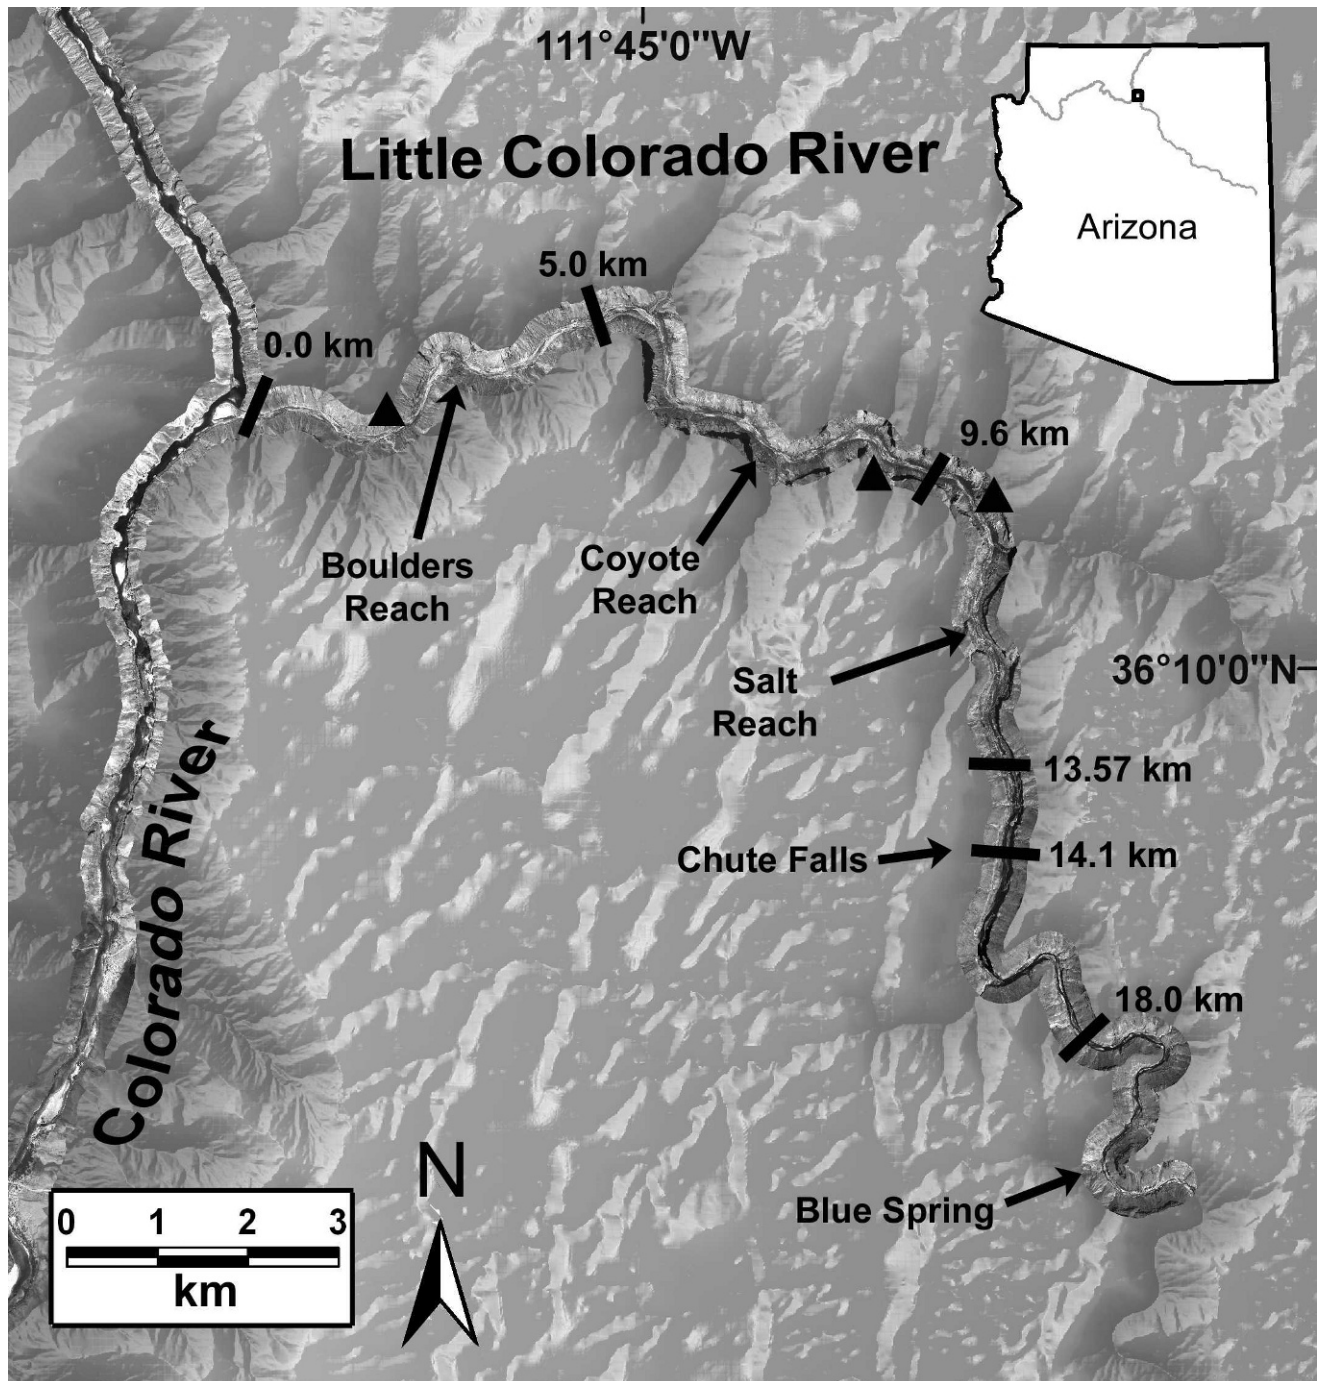 111°45'0"W
Little Colorado River
Arizona
5.0 km
0.0 km
9.6 km
Boulders
Reach
Coyote
Reach
Salt
Reach
36°10'0"N
13.57 km
Chute Falls
14.1 km
18.0 km
Colorado River
Blue Spring
N
0 1 2 3
km